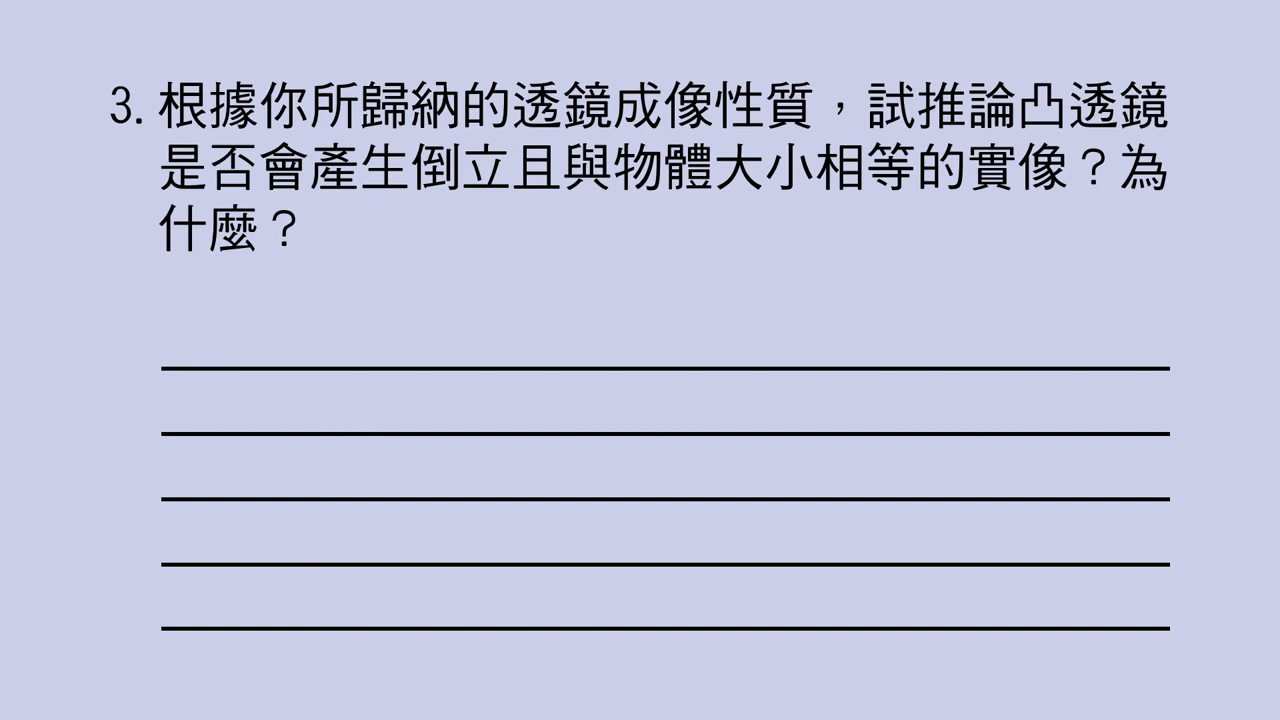 3. 根據你所歸納的透鏡成像性質，試推論凸透鏡
是否會產生倒立且與物體大小相等的實像？為
什麼？